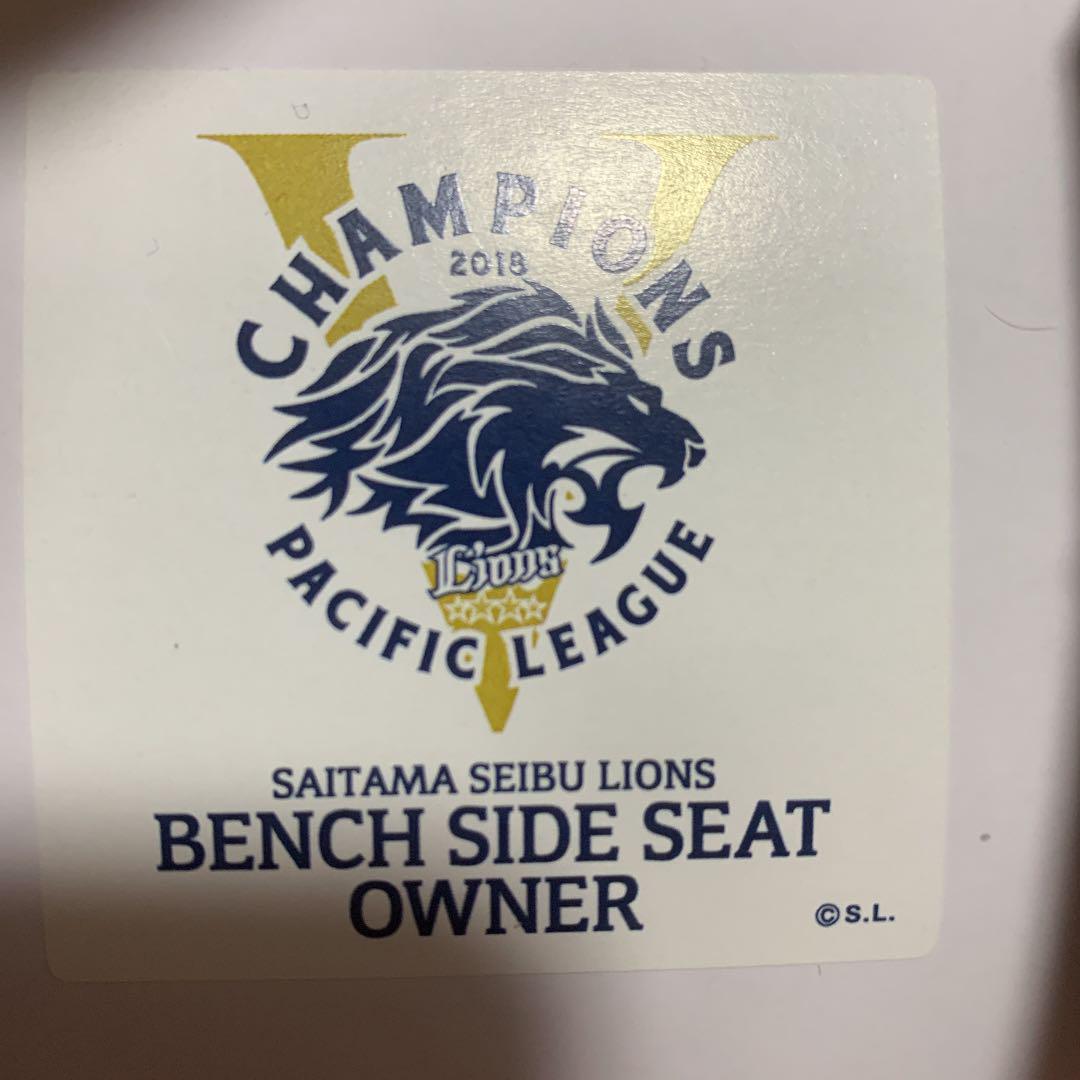 CHAMPIONS
2018
Lions
PACIFIC LEAGUE
SAITAMA SEIBU LIONS
BENCH SIDE SEAT
OWNER
©S.L.